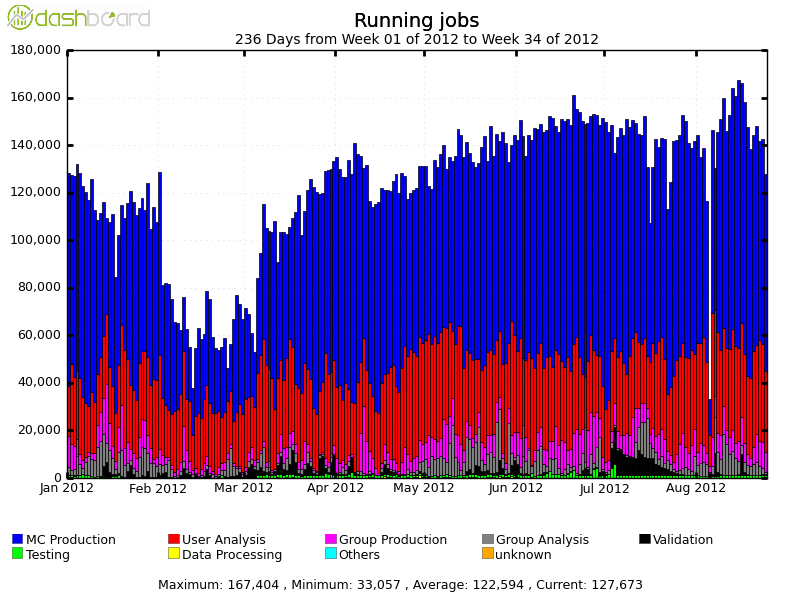 dashboard
Running jobs
236 Days from Week 01 of 2012 to Week 34 of 2012
180,000
160,000
140,000
120,000
100,000
80,000
60,000
40,000
20,000
0
Jan 2012 Feb 2012 Mar 2012 Apr 2012 May 2012 Jun 2012 Jul 2012 Aug 2012
MC Production User Analysis Group Production Group Analysis Validation
Testing Data Processing Others unknown
Maximum: 167,404 , Minimum: 33,057 , Average: 122,594 , Current: 127,673